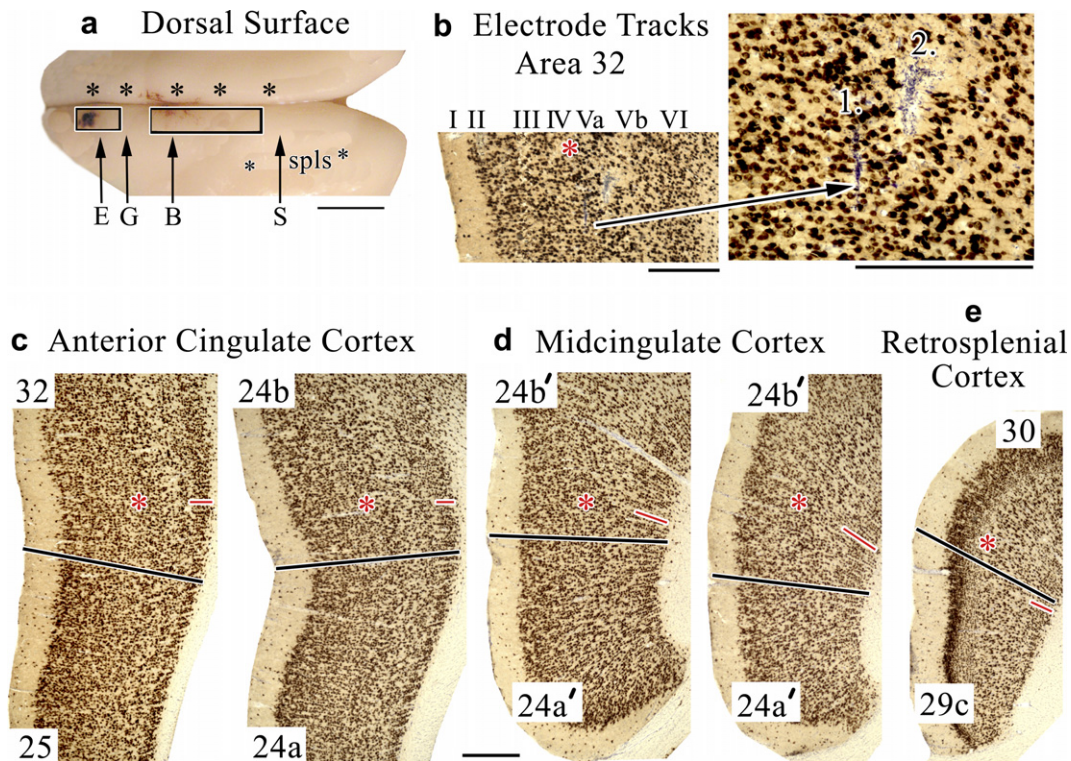 a Dorsal Surface
* * * * *
* spls *
E G B S
b Electrode Tracks
Area 32
I II III IV Va Vb VI
*
1. 2.
c Anterior Cingulate Cortex
32
*
25
24b
*
24a
d Midcingulate Cortex
24b′
*
24a′
24b′
*
24a′
e
Retrosplenial
Cortex
30
*
29c